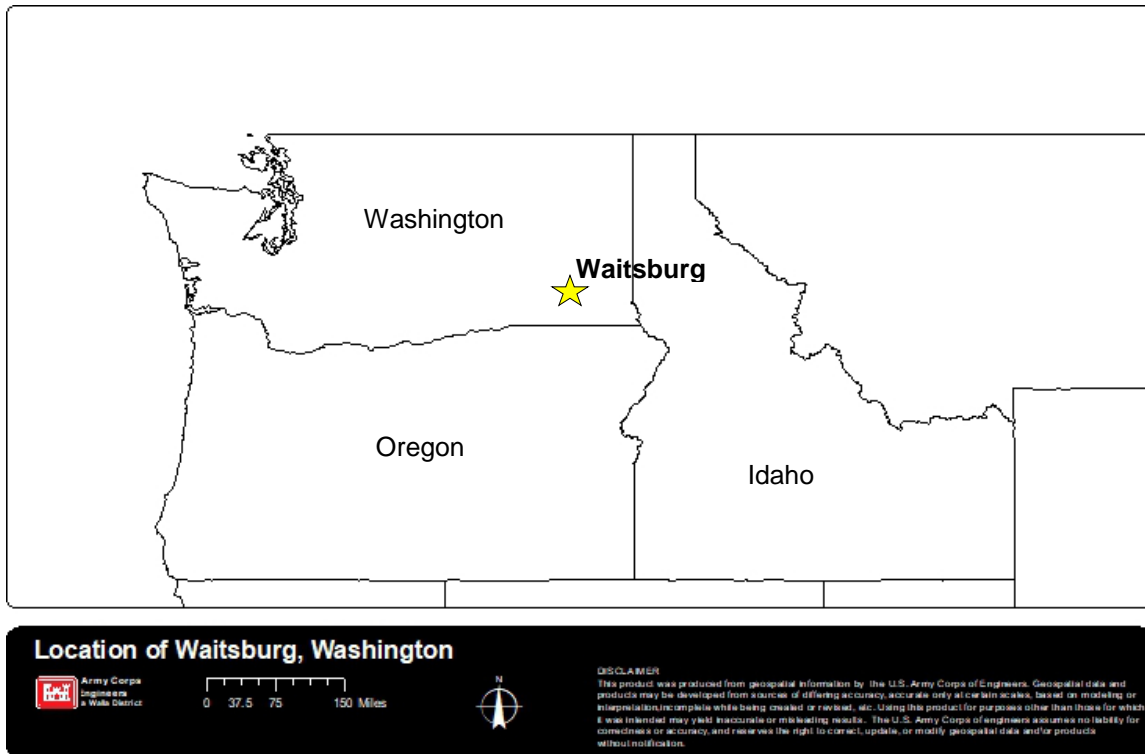 Washington
Waitsburg
Oregon
Idaho
Location of Waitsburg, Washington
Army Corps
Engineers
a Walla District
0 37.5 75 150 Miles
N
DISCLAIMER
This product was produced from geospatial information by the U.S. Army Corps of Engineers. Geospatial data and
products may be developed from sources of differing accuracy, accurate only at certain scales, based on modeling or
interpretation, incomplete while being created or revised, etc. Using this product for purposes other than those for which
it was intended may yield inaccurate or misleading results. The U.S. Army Corps of engineers assumes no liability for
correctness or accuracy, and reserves the right to correct, update, or modify geospatial data and/or products
without notification.